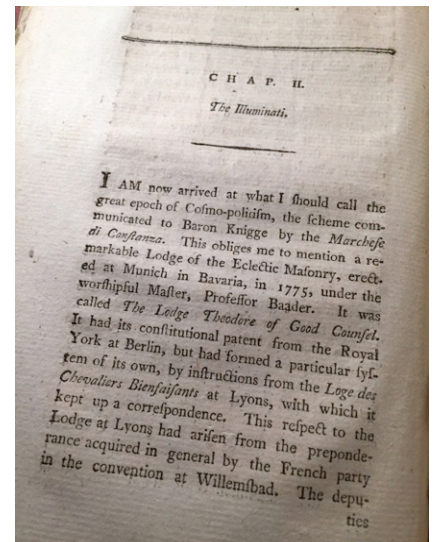 CHAP. II.
The Illuminati.
I AM now arrived at what I ſhould call the
great epoch of Coſmo-politiſm, the ſcheme com-
municated to Baron Knigge by the Marcheſe
di Conſtanza. This obliges me to mention a re-
markable Lodge of the Eclectic Maſonry, erect-
ed at Munich in Bavaria, in 1775, under the
worſhipful Maſter, Profeſſor Baader. It was
called The Lodge Theodore of Good Counſel.
It had its conſtitutional patent from the Royal
York at Berlin, but had formed a particular ſyſ-
tem of its own, by inſtructions from the Loge des
Chevaliers Bienfaiſants at Lyons, with which it
kept up a correſpondence. This reſpect to the
Lodge at Lyons had ariſen from the preponde-
rance acquired in general by the French party
in the convention at Willemſbad. The depu-
ties